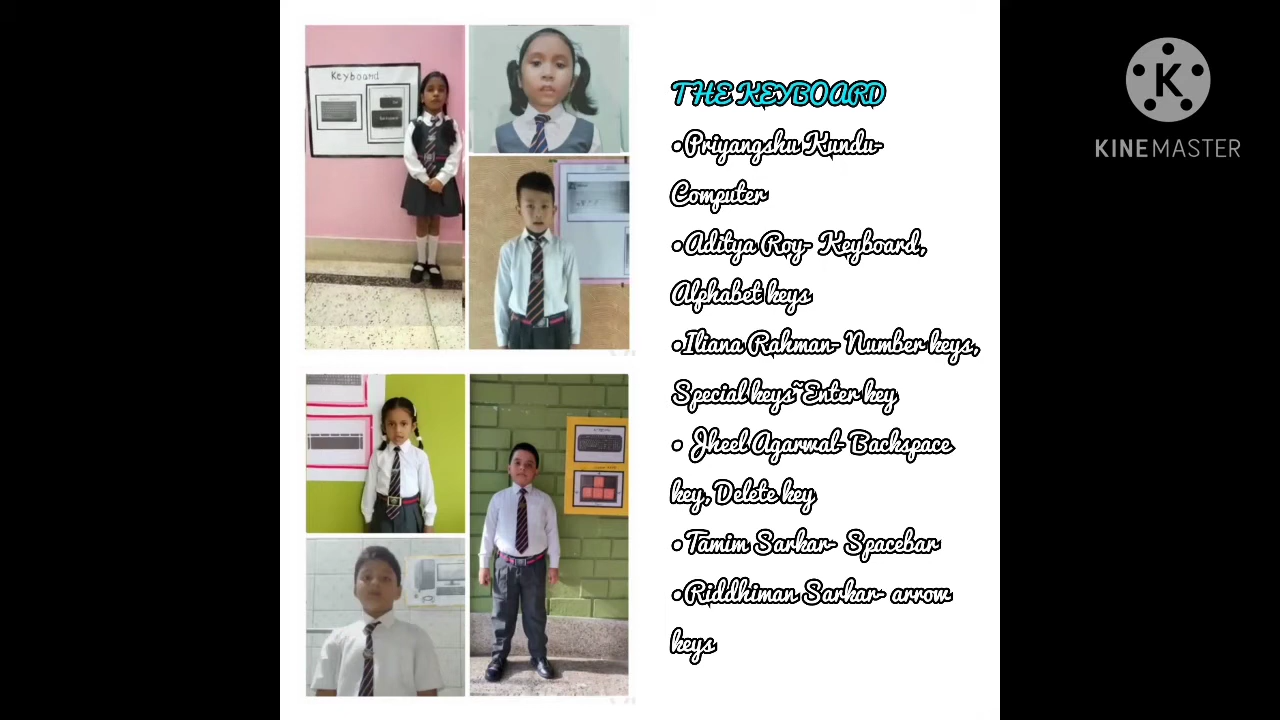 Keyboard
THE KEYBOARD
•Priyangshu Kundu-
Computer
•Aditya Roy- Keyboard,
Alphabet keys
•Iliana Rahman- Number keys,
Special keys~Enter key
• Jheel Agarwal- Backspace
key, Delete key
•Tamim Sarkar- Spacebar
•Riddhiman Sarkar- arrow
keys
K
KINEMASTER